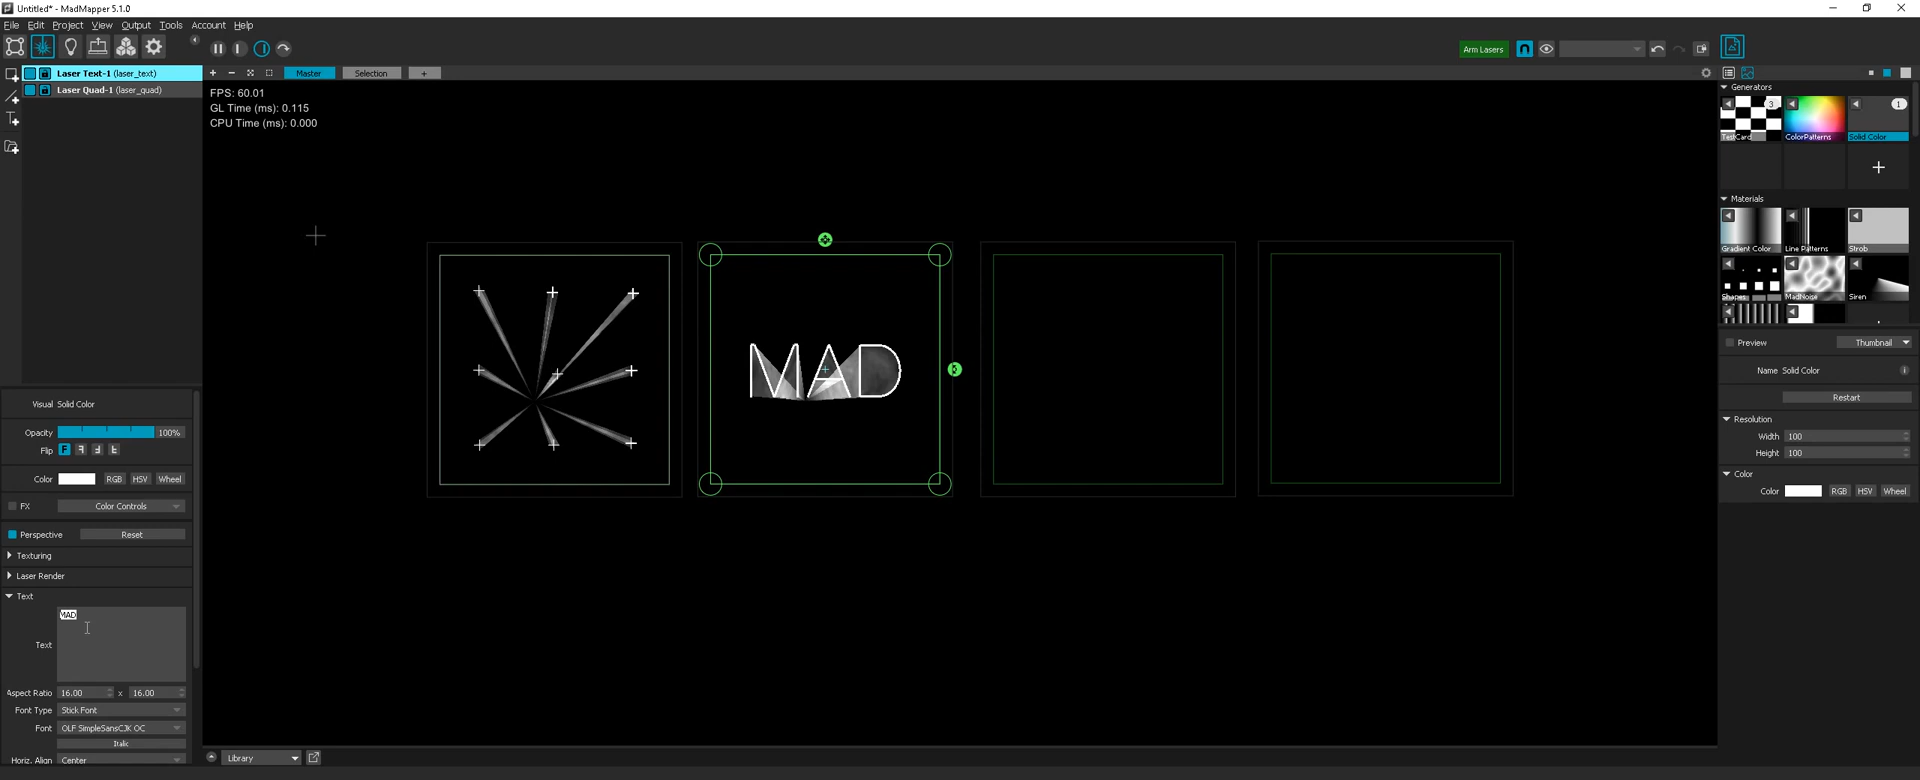 Untitled* - MadMapper 5.1.0
File Edit Project View Output Tools Account Help
Arm Lasers
Laser Text-1 (laser_text)
Laser Quad-1 (laser_quad)
Master Selection +
FPS: 60.01
GL Time (ms): 0.115
CPU Time (ms): 0.000
MAD
Generators
3 1
TestCard ColorPatterns Solid Color
Materials
Gradient Color Line Patterns Strob
Shapes MadNoise Siren
Preview Thumbnail
Name Solid Color
Restart
Resolution
Width 100
Height 100
Color
Color RGB HSV Wheel
Visual Solid Color
Opacity 100%
Flip F
Color RGB HSV Wheel
FX Color Controls
Perspective Reset
Texturing
Laser Render
Text
MAD
Text
Aspect Ratio 16.00 x 16.00
Font Type Stick Font
Font OLF SimpleSansCJK OC
Italic
Horiz. Align Center
Library